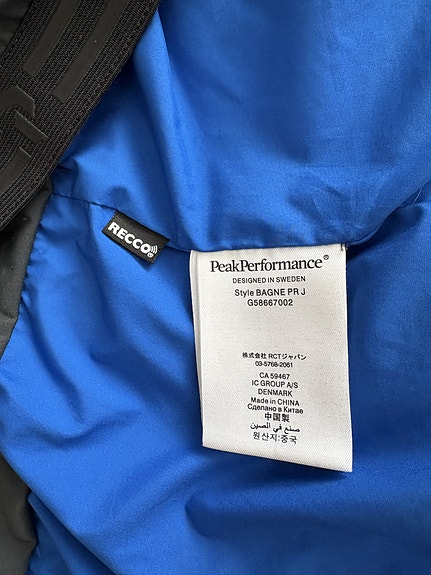 RECCO®
PeakPerformance®
DESIGNED IN SWEDEN
Style BAGNE PR J
G58667002
株式会社 RCTジャパン
03-5768-2061
CA 59467
IC GROUP A/S
DENMARK
Made in CHINA
Сделано в Китае
中国製
صنع في الصين
원산지:중국